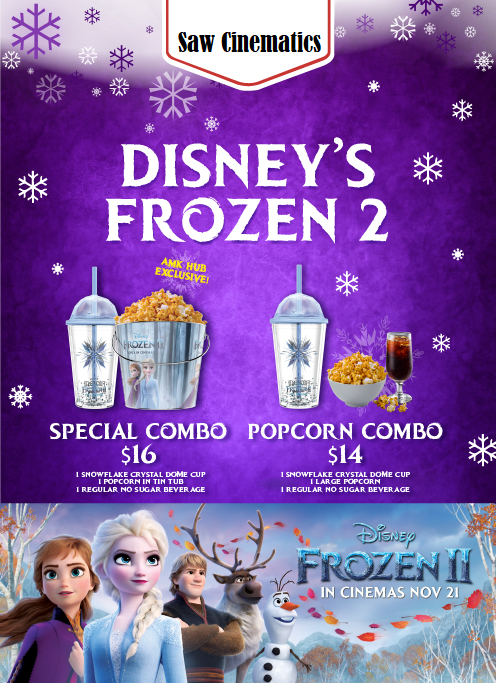 Saw Cinematics
DISNEY'S
FROZEN 2
AMK HUB
EXCLUSIVE!
FROZEN II
SPECIAL COMBO
$16
1 SNOWFLAKE CRYSTAL DOME CUP
1 POPCORN IN TIN TUB
1 REGULAR NO SUGAR BEVERAGE
POPCORN COMBO
$14
1 SNOWFLAKE CRYSTAL DOME CUP
1 LARGE POPCORN
1 REGULAR NO SUGAR BEVERAGE
Disney
FROZEN II
IN CINEMAS NOV 21